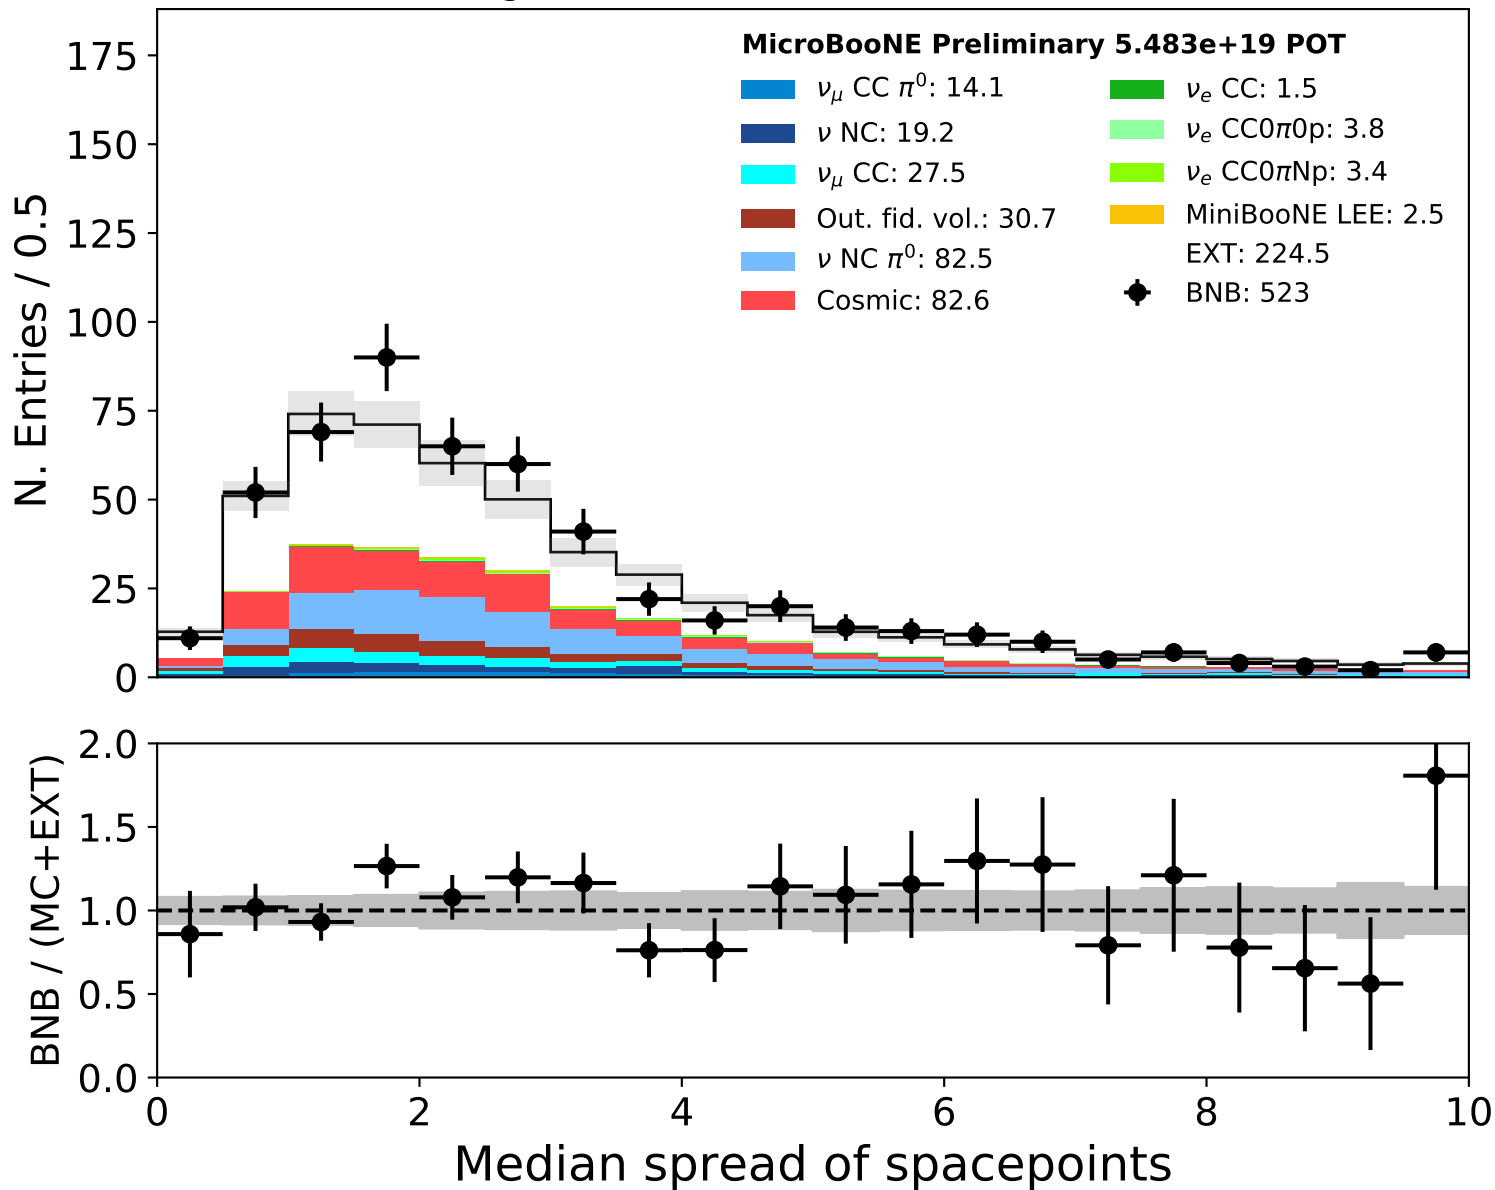 MicroBooNE Preliminary 5.483e+19 POT
ν_μ CC π⁰: 14.1
ν NC: 19.2
ν_μ CC: 27.5
Out. fid. vol.: 30.7
ν NC π⁰: 82.5
Cosmic: 82.6
ν_e CC: 1.5
ν_e CC0π0p: 3.8
ν_e CC0πNp: 3.4
MiniBooNE LEE: 2.5
EXT: 224.5
BNB: 523
N. Entries / 0.5
175
150
125
100
75
50
25
0
BNB / (MC+EXT)
2.0
1.5
1.0
0.5
0.0
0
2
4
6
8
10
Median spread of spacepoints